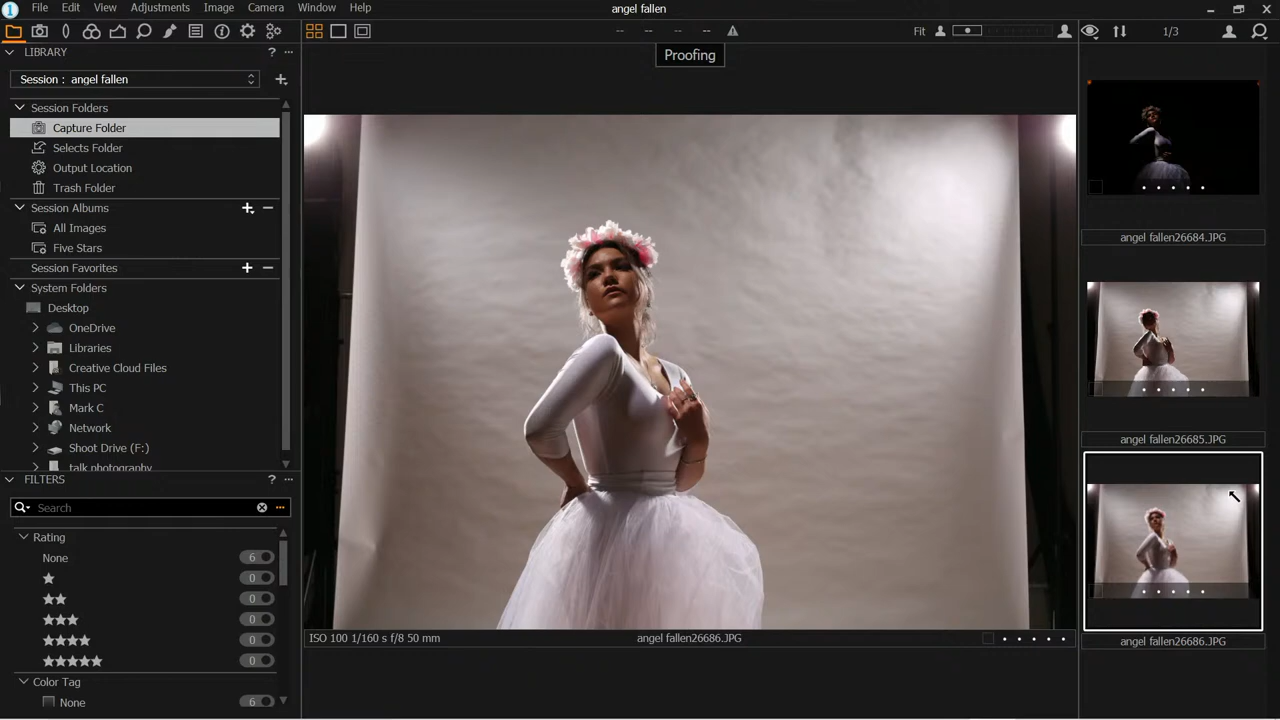 1 File Edit View Adjustments Image Camera Window Help angel fallen
-- -- -- -- Fit 1/3
LIBRARY ?
Proofing
Session : angel fallen
Session Folders
Capture Folder
Selects Folder
Output Location
Trash Folder
Session Albums
All Images
Five Stars
Session Favorites
System Folders
Desktop
OneDrive
Libraries
Creative Cloud Files
This PC
Mark C
Network
Shoot Drive (F:)
talk photography
FILTERS ?
Search
Rating
None 6
0
0
0
0
0
Color Tag
None 6
ISO 100 1/160 s f/8 50 mm angel fallen26686.JPG
angel fallen26684.JPG
angel fallen26685.JPG
angel fallen26686.JPG